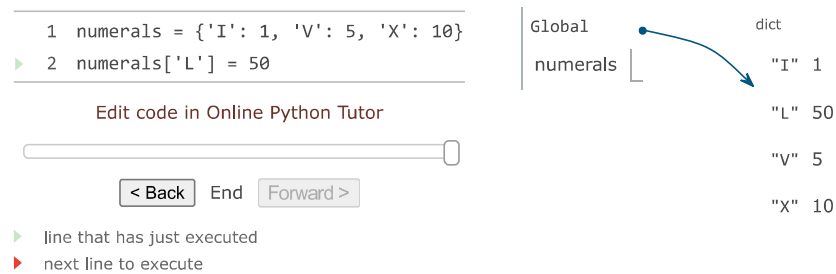 1 numerals = {'I': 1, 'V': 5, 'X': 10}
2 numerals['L'] = 50
Edit code in Online Python Tutor
< Back End Forward >
line that has just executed
next line to execute
Global
numerals
dict
"I" 1
"L" 50
"V" 5
"X" 10